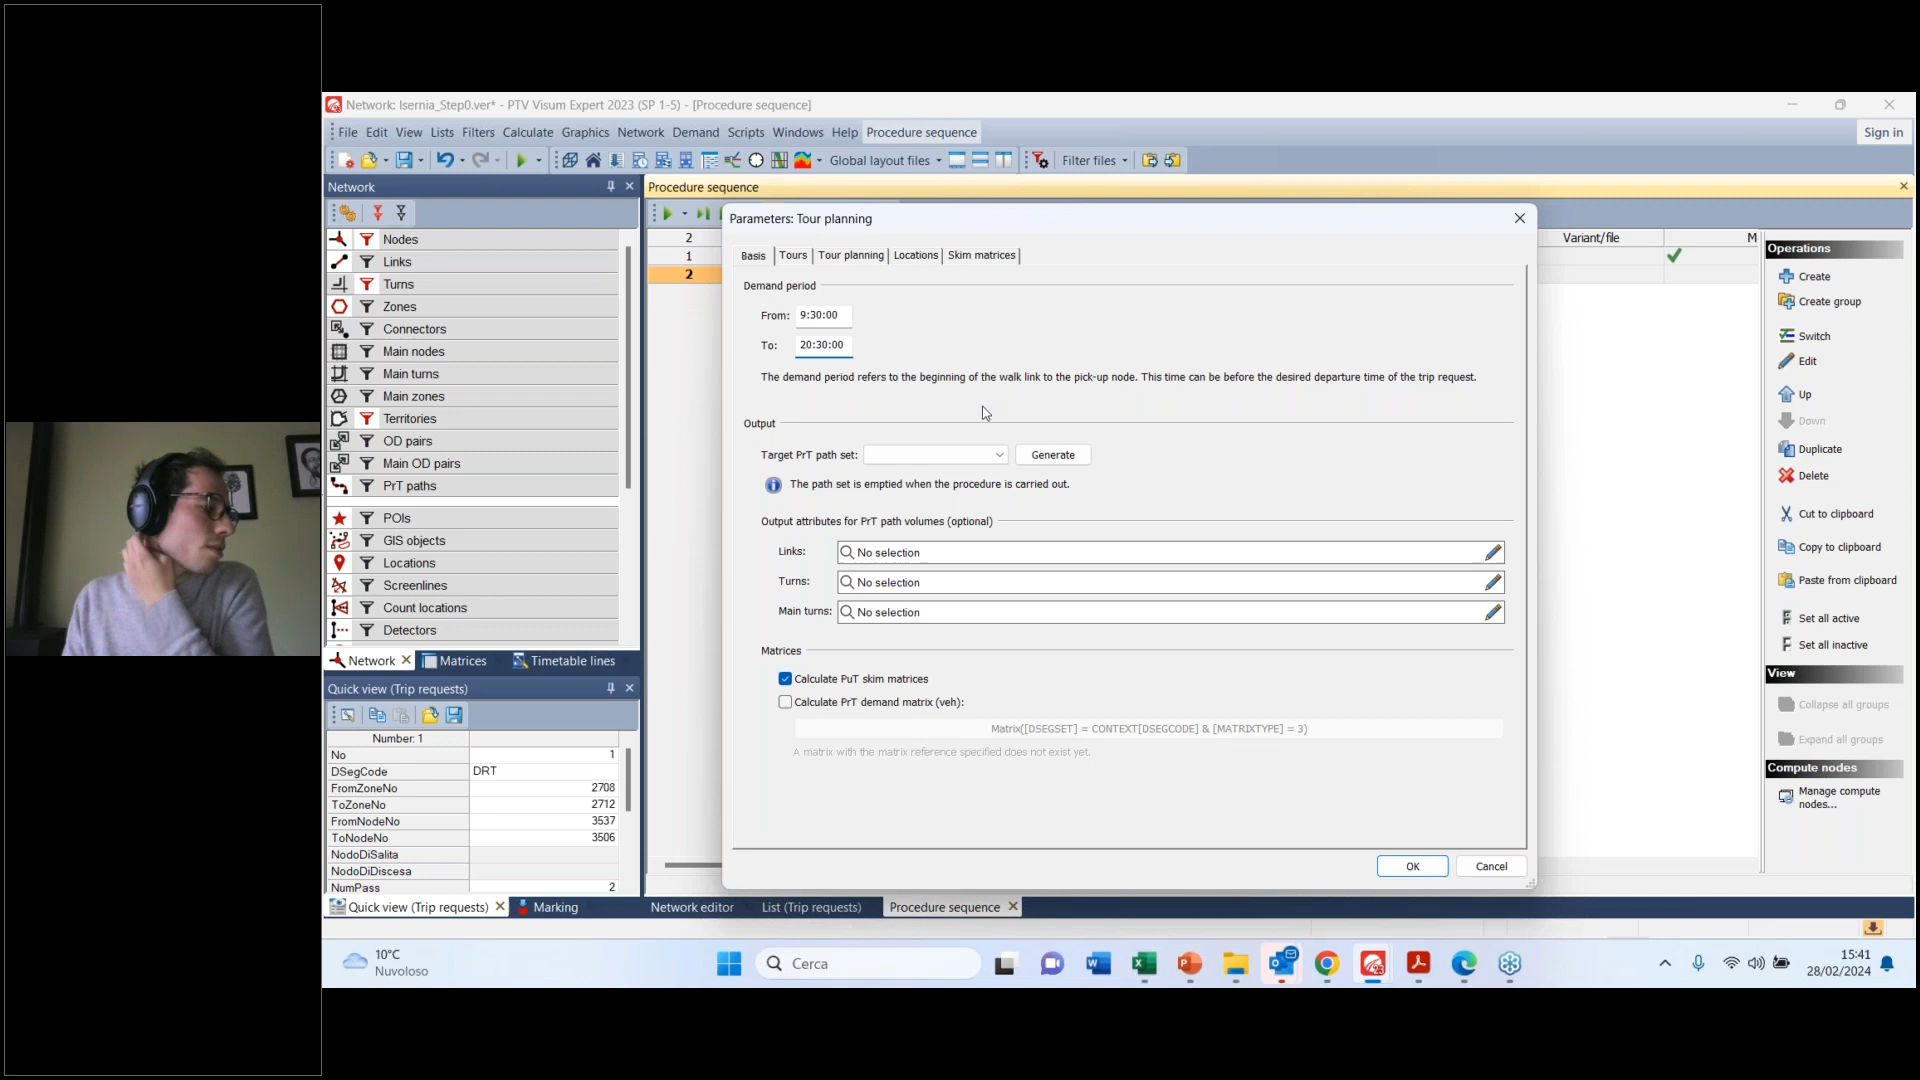 Network: Isernia_Step0.ver* - PTV Visum Expert 2023 (SP 1-5) - [Procedure sequence]
File Edit View Lists Filters Calculate Graphics Network Demand Scripts Windows Help Procedure sequence
Sign in
Global layout files
Filter files
Network
Nodes
Links
Turns
Zones
Connectors
Main nodes
Main turns
Main zones
Territories
OD pairs
Main OD pairs
PrT paths
POIs
GIS objects
Locations
Screenlines
Count locations
Detectors
Network Matrices Timetable lines
Quick view (Trip requests)
Number: 1
No 1
DSegCode DRT
FromZoneNo 2708
ToZoneNo 2712
FromNodeNo 3537
ToNodeNo 3506
NodoDiSalita
NodoDiscesa
NumPass 2
Quick view (Trip requests) Marking
Procedure sequence
2
1
2
Variant/file M
Parameters: Tour planning
Basis Tours Tour planning Locations Skim matrices
Demand period
From: 9:30:00
To: 20:30:00
The demand period refers to the beginning of the walk link to the pick-up node. This time can be before the desired departure time of the trip request.
Output
Target PrT path set: Generate
The path set is emptied when the procedure is carried out.
Output attributes for PrT path volumes (optional)
Links: No selection
Turns: No selection
Main turns: No selection
Matrices
Calculate PuT skim matrices
Calculate PrT demand matrix (veh):
Matrix([DSEGSET] = CONTEXT[DSEGCODE] & [MATRIXTYPE] = 3)
A matrix with the matrix reference specified does not exist yet.
OK Cancel
Operations
Create
Create group
Switch
Edit
Up
Down
Duplicate
Delete
Cut to clipboard
Copy to clipboard
Paste from clipboard
Set all active
Set all inactive
View
Collapse all groups
Expand all groups
Compute nodes
Manage compute
nodes...
Network editor List (Trip requests) Procedure sequence
10°C
Nuvoloso
Cerca
15:41
28/02/2024